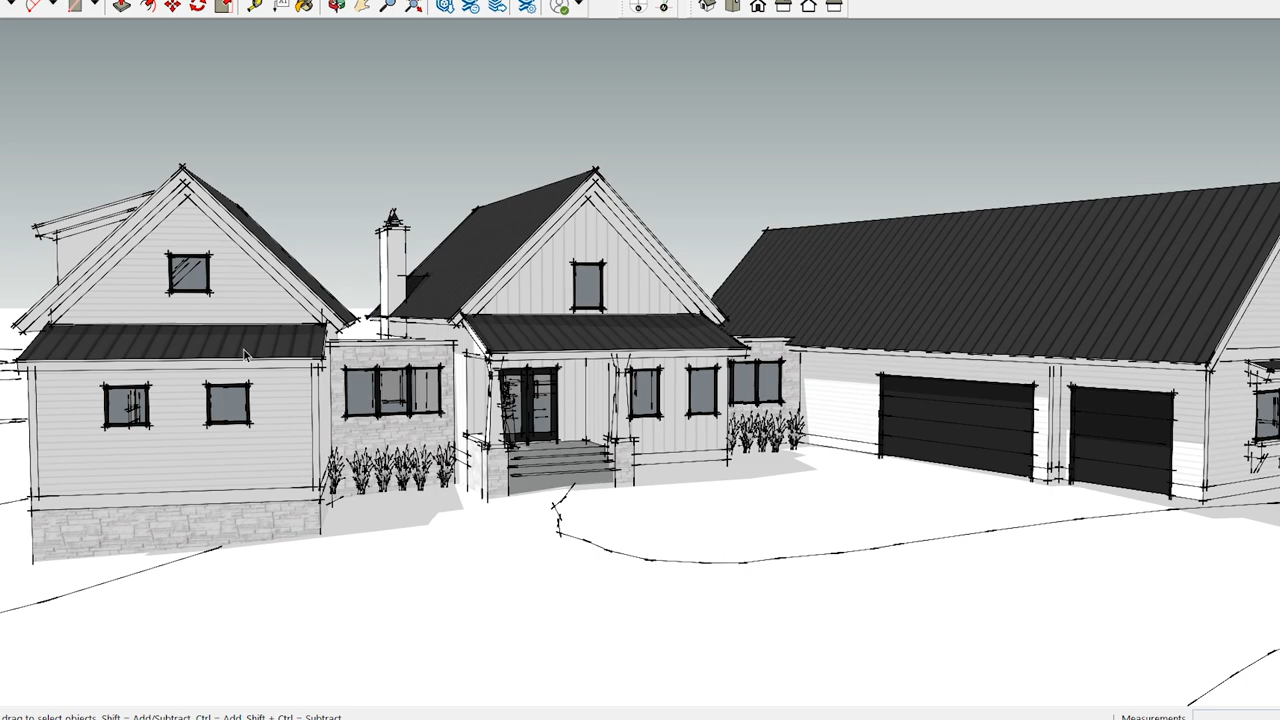 drag to select objects. Shift = Add/Subtract. Ctrl = Add. Shift + Ctrl = Subtract.
Measurements